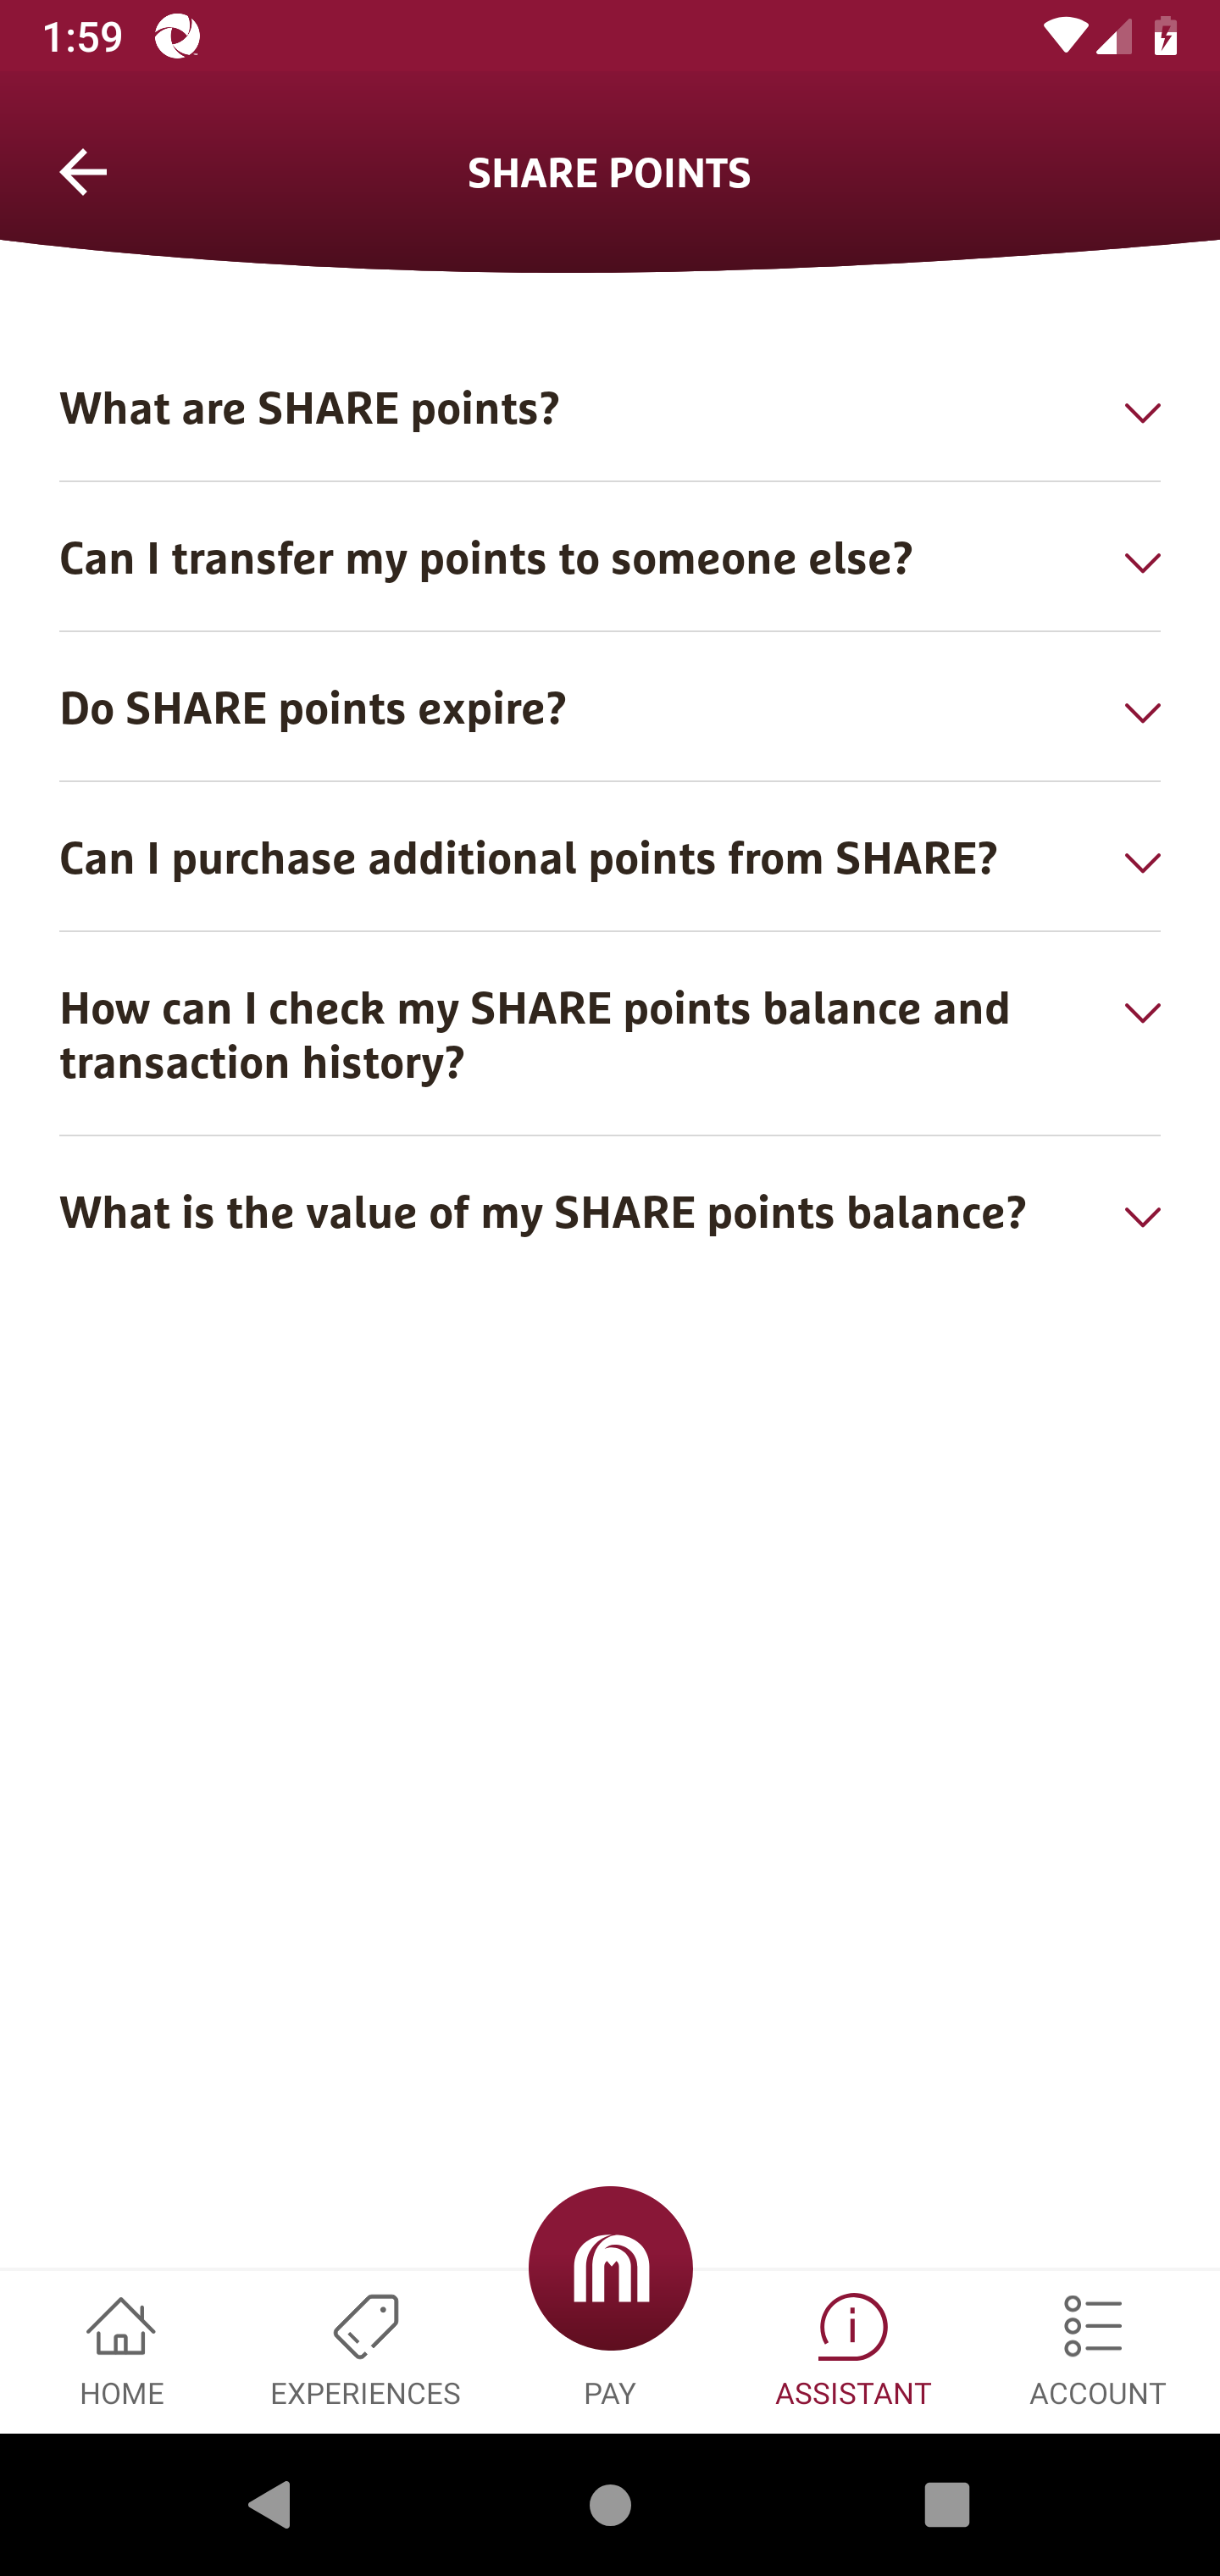 1:59
SHARE POINTS
What are SHARE points?
Can I transfer my points to someone else?
Do SHARE points expire?
Can I purchase additional points from SHARE?
How can I check my SHARE points balance and
transaction history?
What is the value of my SHARE points balance?
HOME
EXPERIENCES
PAY
ASSISTANT
ACCOUNT